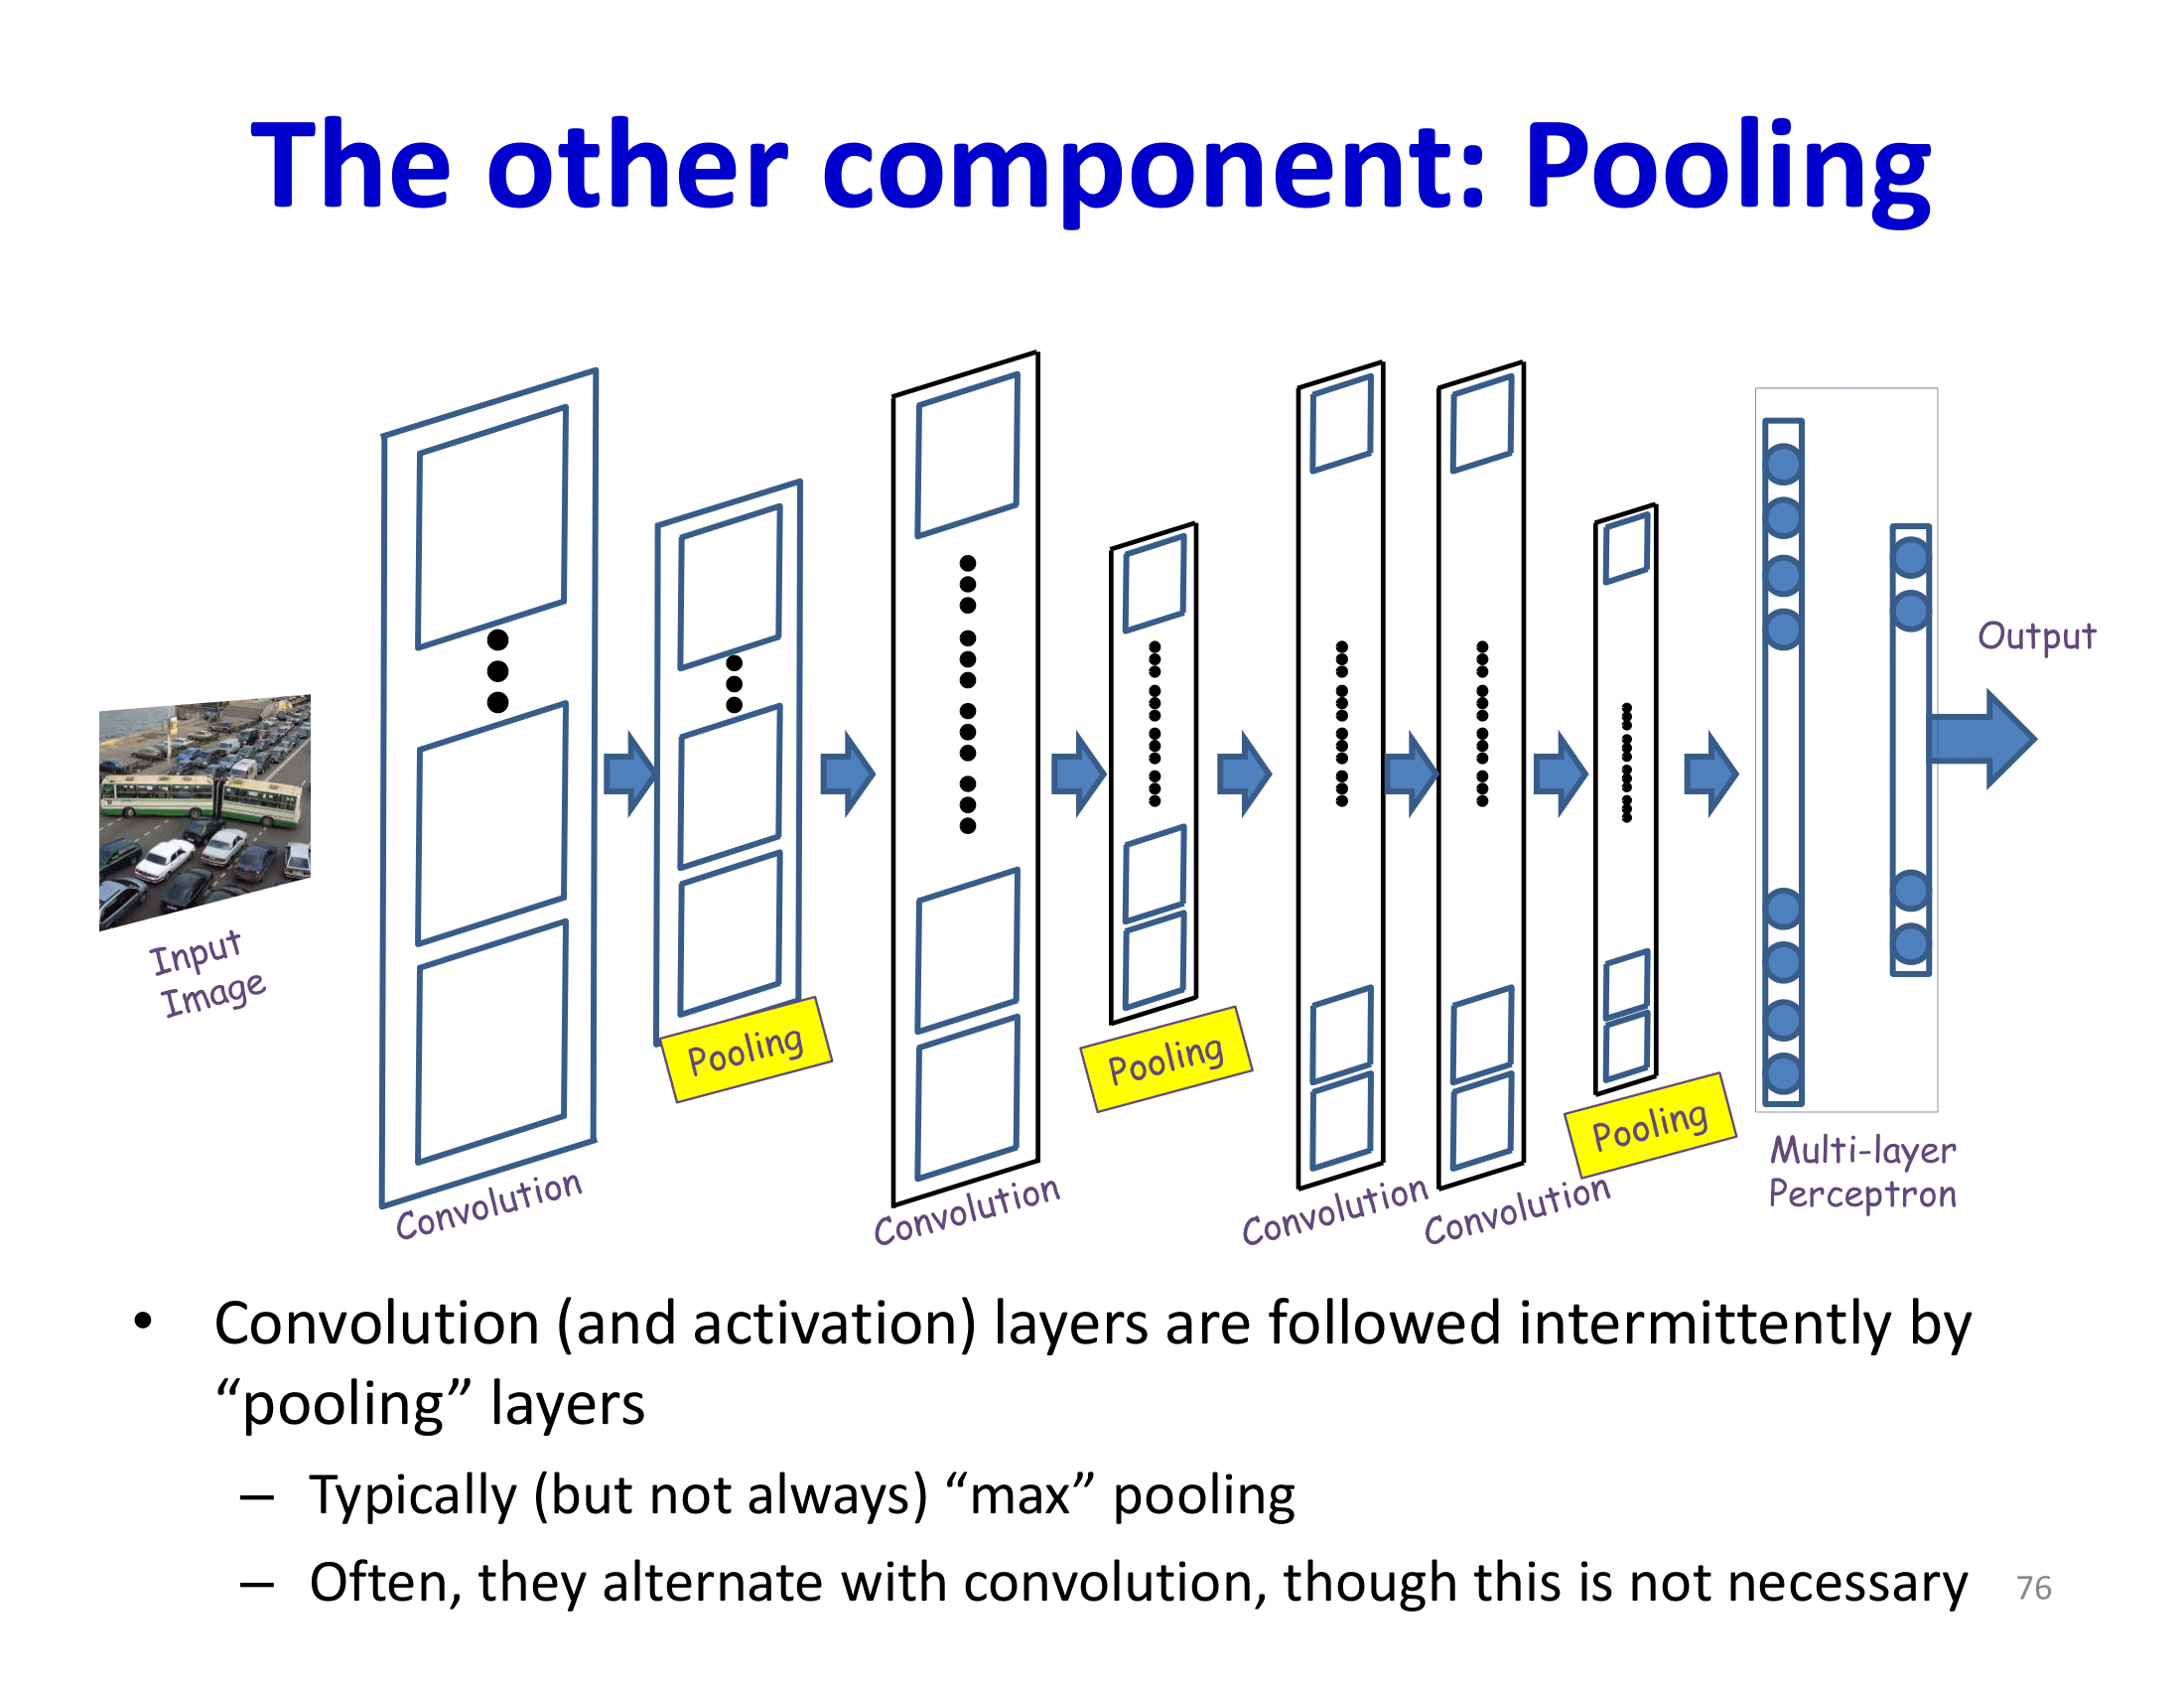 The other component: Pooling
Output
Input
Image
Pooling
Pooling
Pooling
Multi-layer
Perceptron
Convolution
Convolution
Convolution
Convolution
• Convolution (and activation) layers are followed intermittently by
“pooling” layers
– Typically (but not always) “max” pooling
– Often, they alternate with convolution, though this is not necessary
76